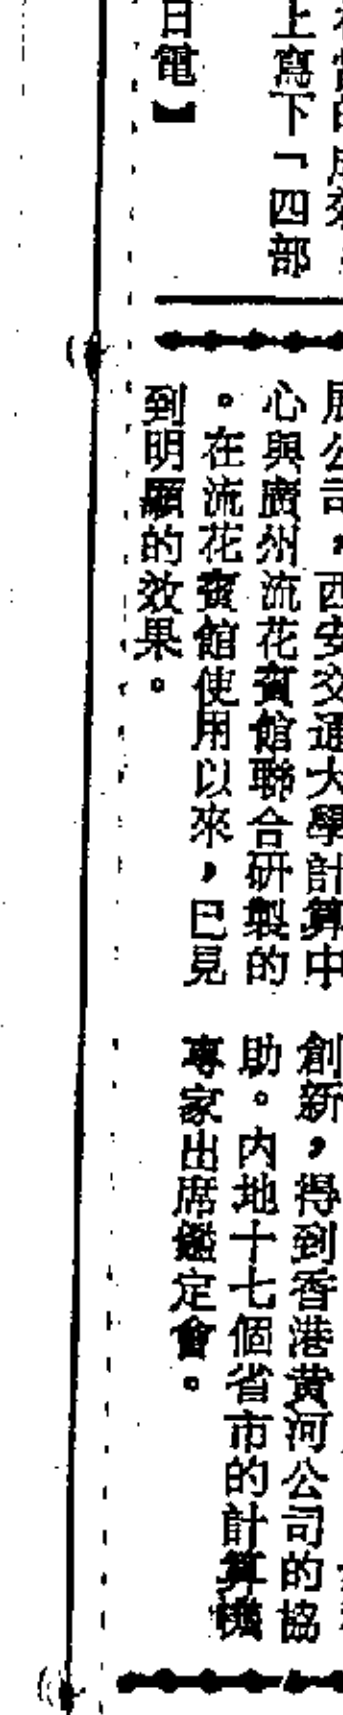 上寫下「四部
日電】
展公司，西安交通大學計算中
心與廣州流花賓館聯合研製的
。在流花賓館使用以來，已見
到明顯的效果。
創新，得到香港黃河公司的協
助。內地十七個省市的計算機
專家出席鑑定會。